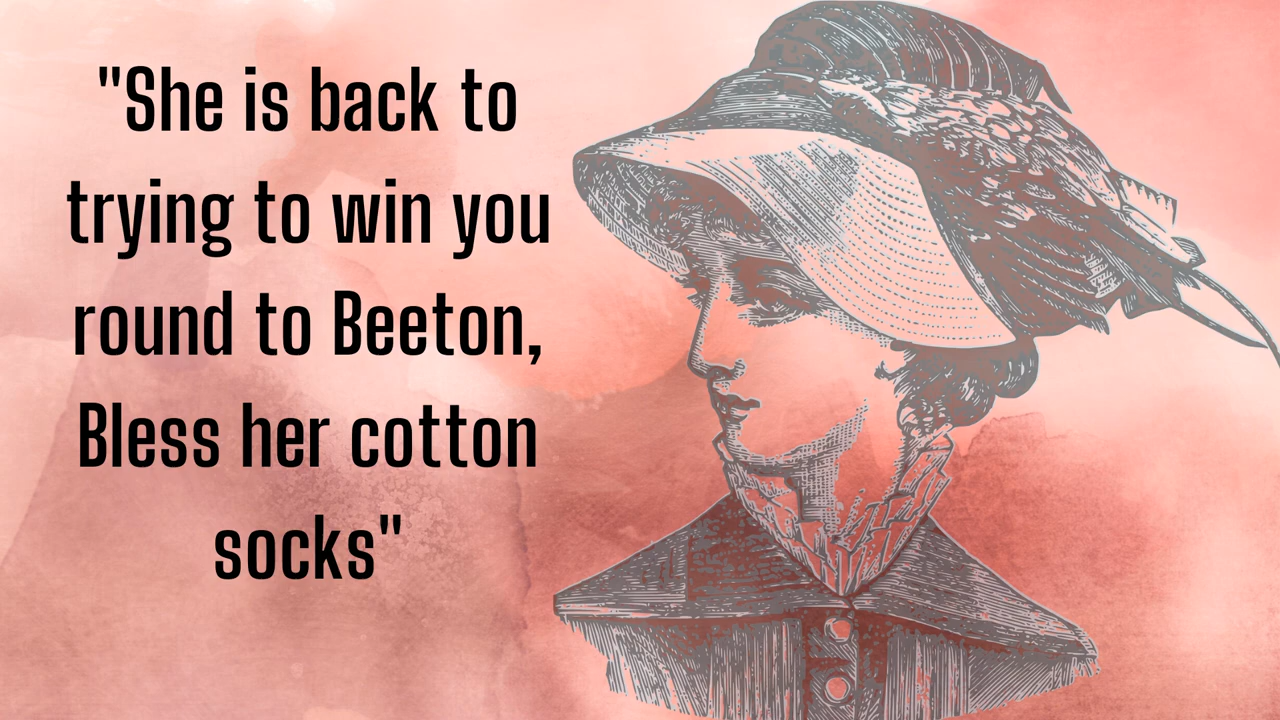 "She is back to
trying to win you
round to Beeton,
Bless her cotton
socks"